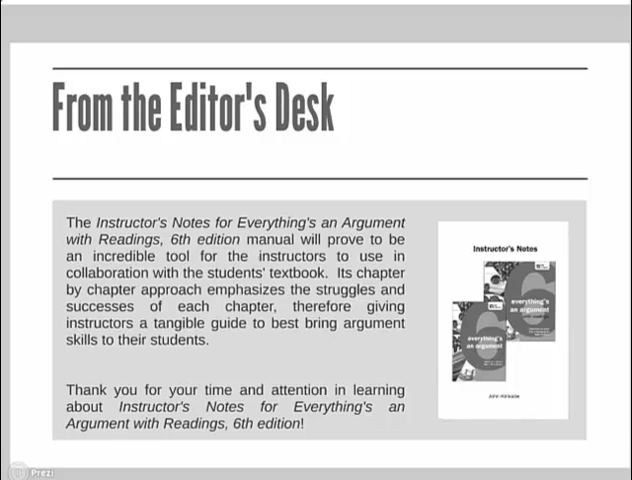 From the Editor's Desk
The Instructor's Notes for Everything's an Argument
with Readings, 6th edition manual will prove to be
an incredible tool for the instructors to use in
collaboration with the students' textbook. Its chapter
by chapter approach emphasizes the struggles and
successes of each chapter, therefore giving
instructors a tangible guide to best bring argument
skills to their students.
Thank you for your time and attention in learning
about Instructor's Notes for Everything's an
Argument with Readings, 6th edition!
Instructor's Notes
everything's
an argument
everything's
an argument
John
Prezi